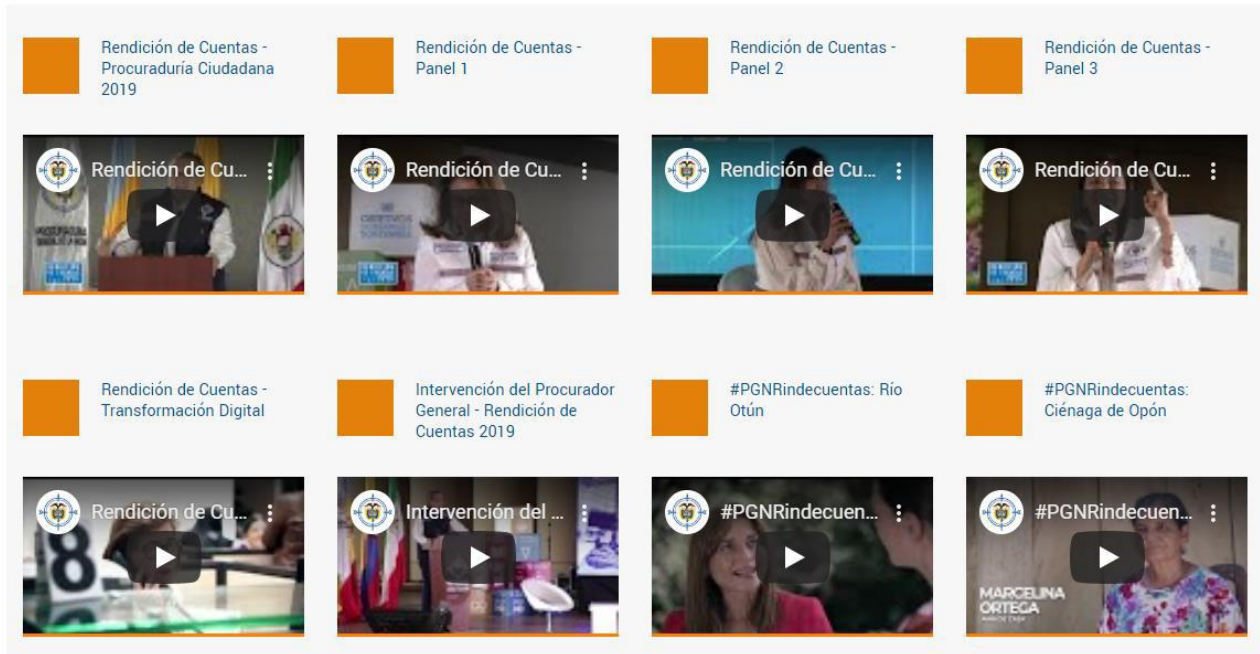 Rendición de Cuentas -
Procuraduría Ciudadana
2019
Rendición de Cuentas -
Panel 1
Rendición de Cuentas -
Panel 2
Rendición de Cuentas -
Panel 3
Rendición de Cu...
Rendición de Cu...
OBJETIVOS
Rendición de Cu...
Rendición de Cu...
Rendición de Cuentas -
Transformación Digital
Intervención del Procurador
General - Rendición de
Cuentas 2019
#PGNRindecuentas: Río
Otún
#PGNRindecuentas:
Ciénaga de Opón
Rendición de Cu...
8
Intervención del ...
#PGNRindecuen...
#PGNRindecuen...
MARCELINA
ORTEGA